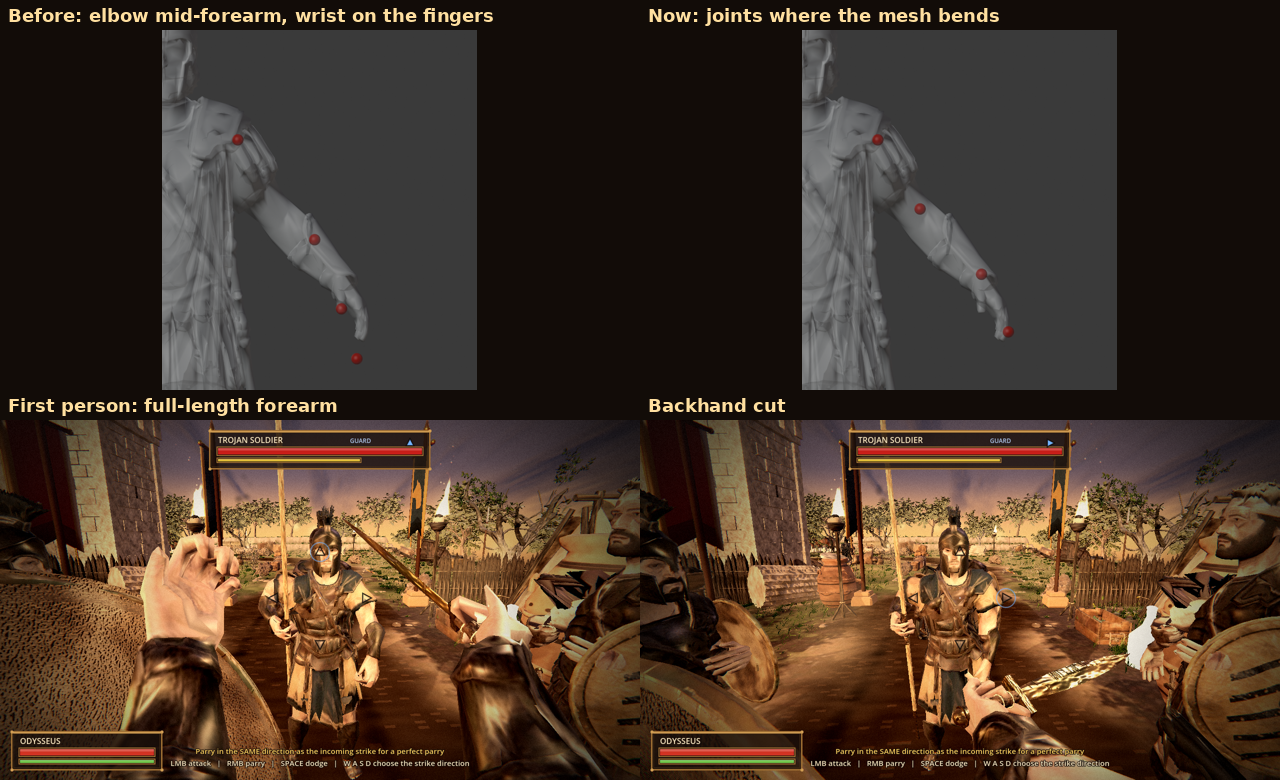 Before: elbow mid-forearm, wrist on the fingers
Now: joints where the mesh bends
First person: full-length forearm
Backhand cut
TROJAN SOLDIER GUARD
TROJAN SOLDIER GUARD
ODYSSEUS
Parry in the SAME direction as the incoming strike for a perfect parry
LMB attack | RMB parry | SPACE dodge | W A S D choose the strike direction
ODYSSEUS
Parry in the SAME direction as the incoming strike for a perfect parry
LMB attack | RMB parry | SPACE dodge | W A S D choose the strike direction